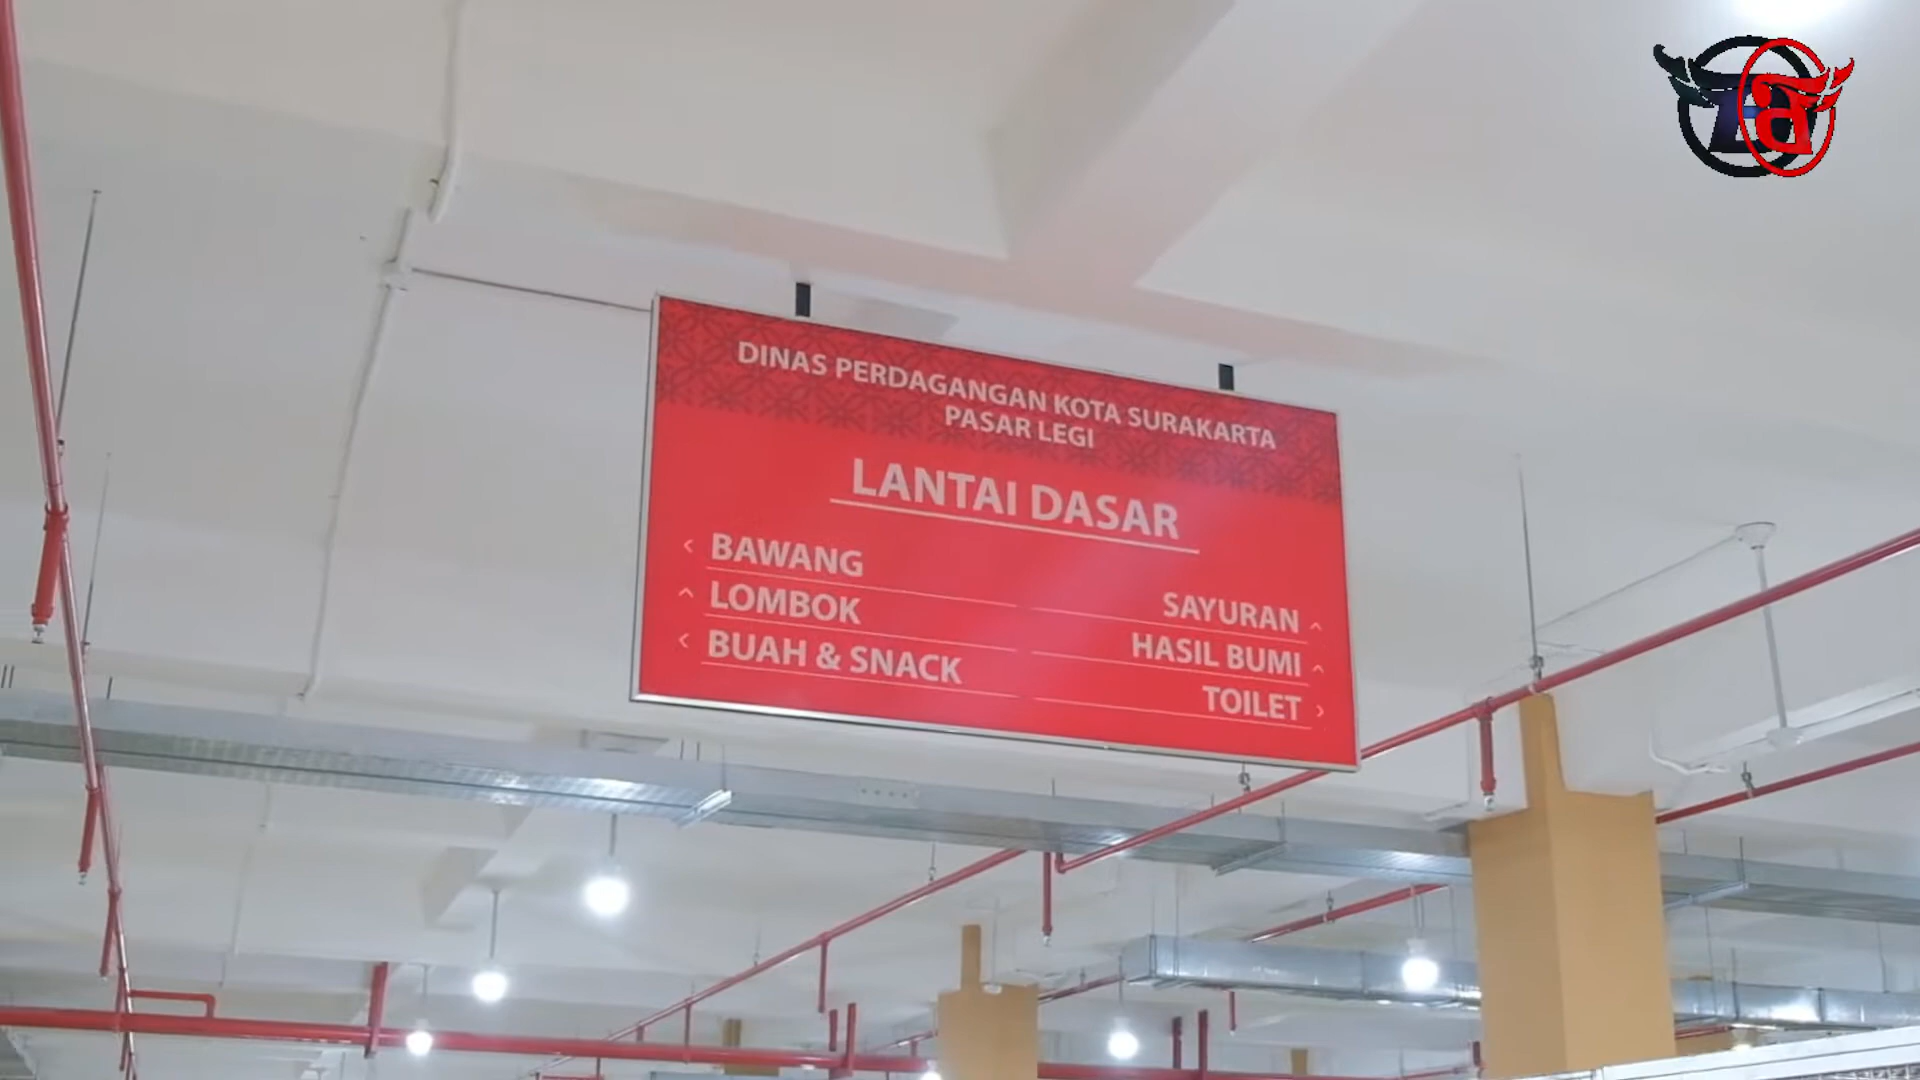 DINAS PERDAGANGAN KOTA SURAKARTA
PASAR LEGI
LANTAI DASAR
< BAWANG
^ LOMBOK
< BUAH & SNACK
SAYURAN ^
HASIL BUMI ^
TOILET >